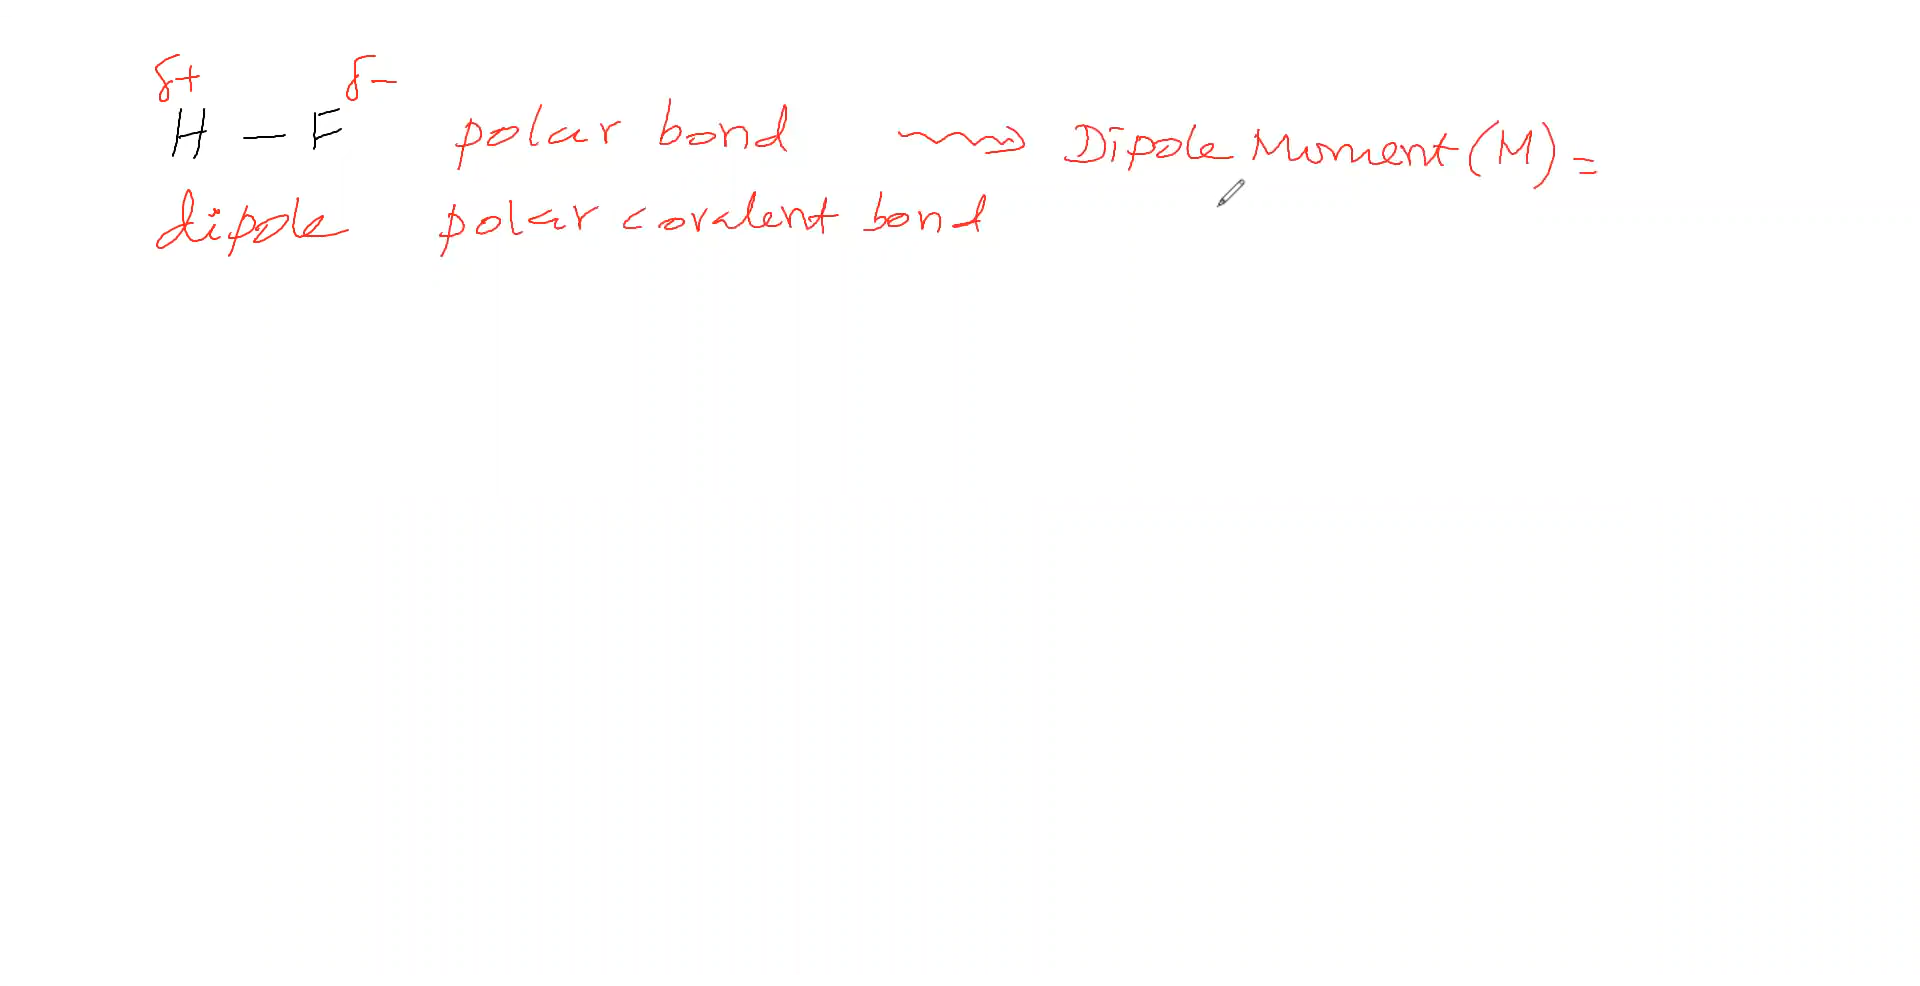 δ+ δ-
H - F polar bond ⇝ Dipole Moment (M) =
dipole polar covalent bond